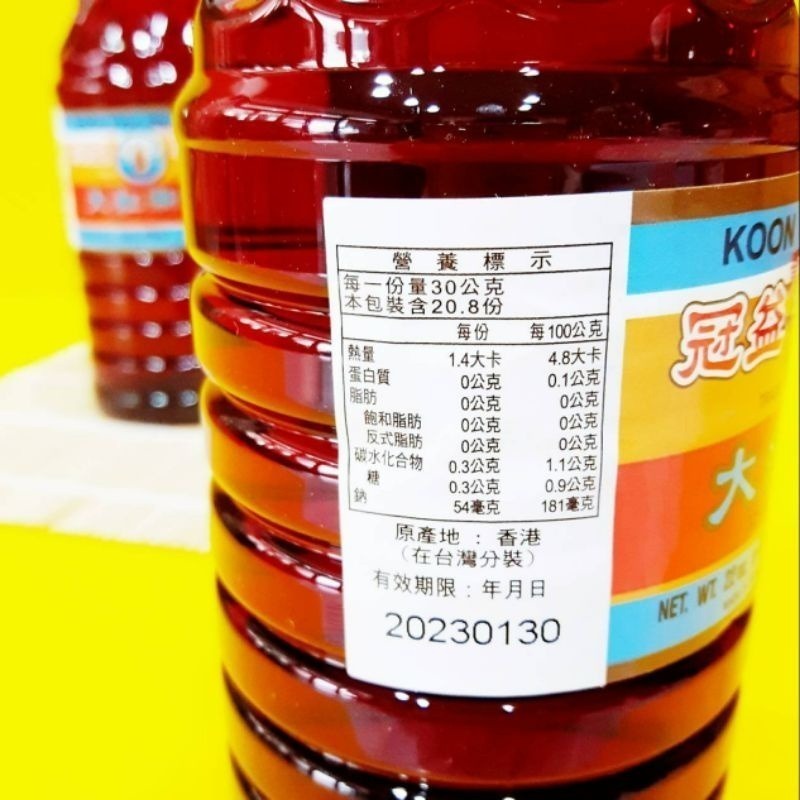 營養標示
每一份量30公克
本包裝含20.8份
每份 每100公克
熱量 1.4大卡 4.8大卡
蛋白質 0公克 0.1公克
脂肪 0公克 0公克
飽和脂肪 0公克 0公克
反式脂肪 0公克 0公克
碳水化合物 0.3公克 1.1公克
糖 0.3公克 0.9公克
鈉 54毫克 181毫克
原產地：香港
（在台灣分裝）
有效期限：年月日
20230130
KOON
冠益
大
NET. WT.